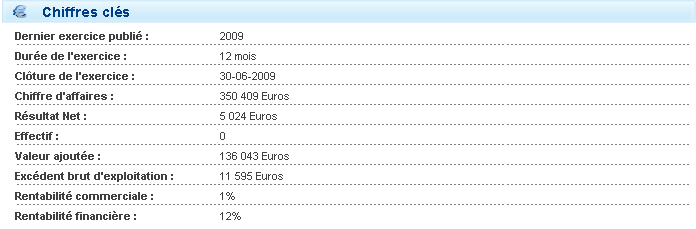 Chiffres clés
Dernier exercice publié : 2009
Durée de l'exercice : 12 mois
Clôture de l'exercice : 30-06-2009
Chiffre d'affaires : 350 409 Euros
Résultat Net : 5 024 Euros
Effectif : 0
Valeur ajoutée : 136 043 Euros
Excédent brut d'exploitation : 11 595 Euros
Rentabilité commerciale : 1%
Rentabilité financière : 12%